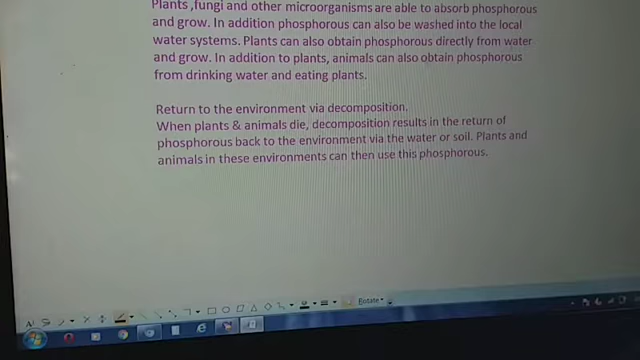 Plants ,fungi and other microorganisms are able to absorb phosphorous
and grow. In addition phosphorous can also be washed into the local
water systems. Plants can also obtain phosphorous directly from water
and grow. In addition to plants, animals can also obtain phosphorous
from drinking water and eating plants.
Return to the environment via decomposition.
When plants & animals die, decomposition results in the return of
phosphorous back to the environment via the water or soil. Plants and
animals in these environments can then use this phosphorous.
Rotate